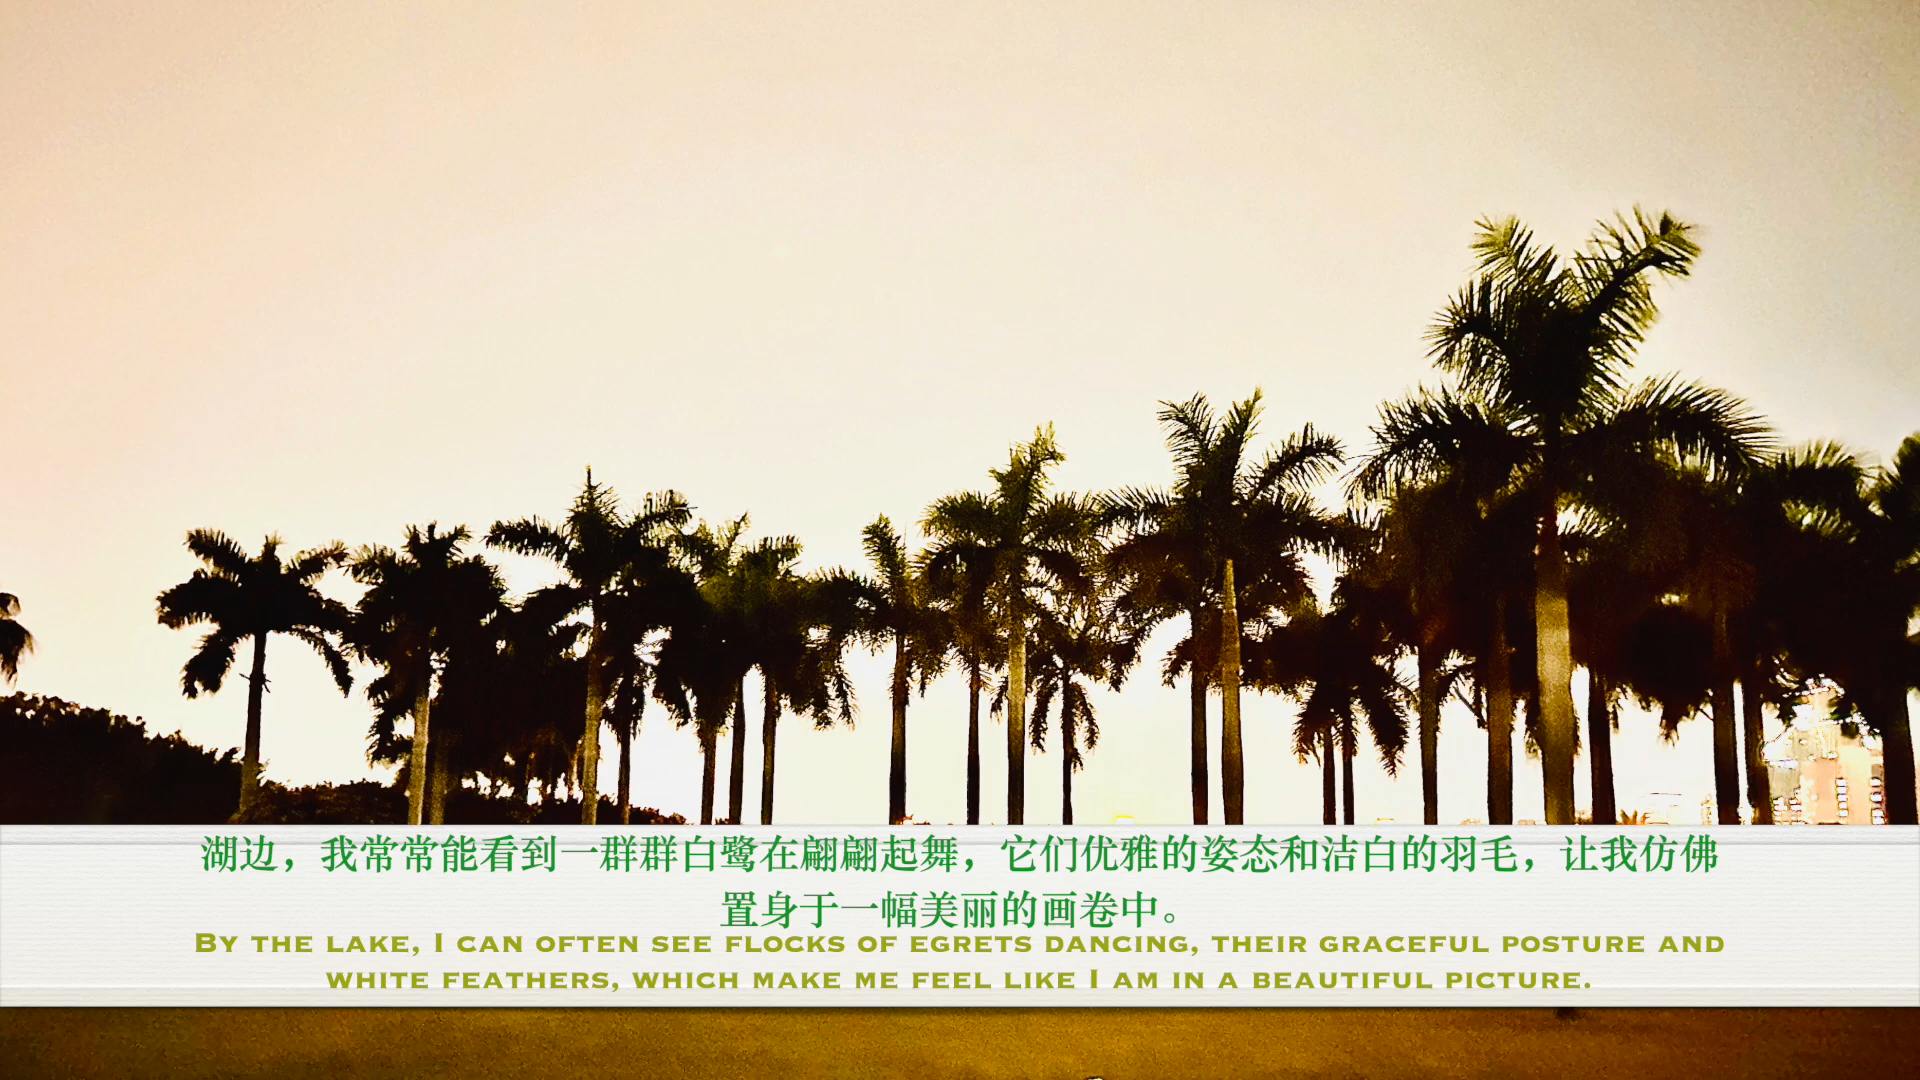 湖边，我常常能看到一群群白鹭在翩翩起舞，它们优雅的姿态和洁白的羽毛，让我仿佛
置身于一幅美丽的画卷中。
By the lake, I can often see flocks of egrets dancing, their graceful posture and
white feathers, which make me feel like I am in a beautiful picture.